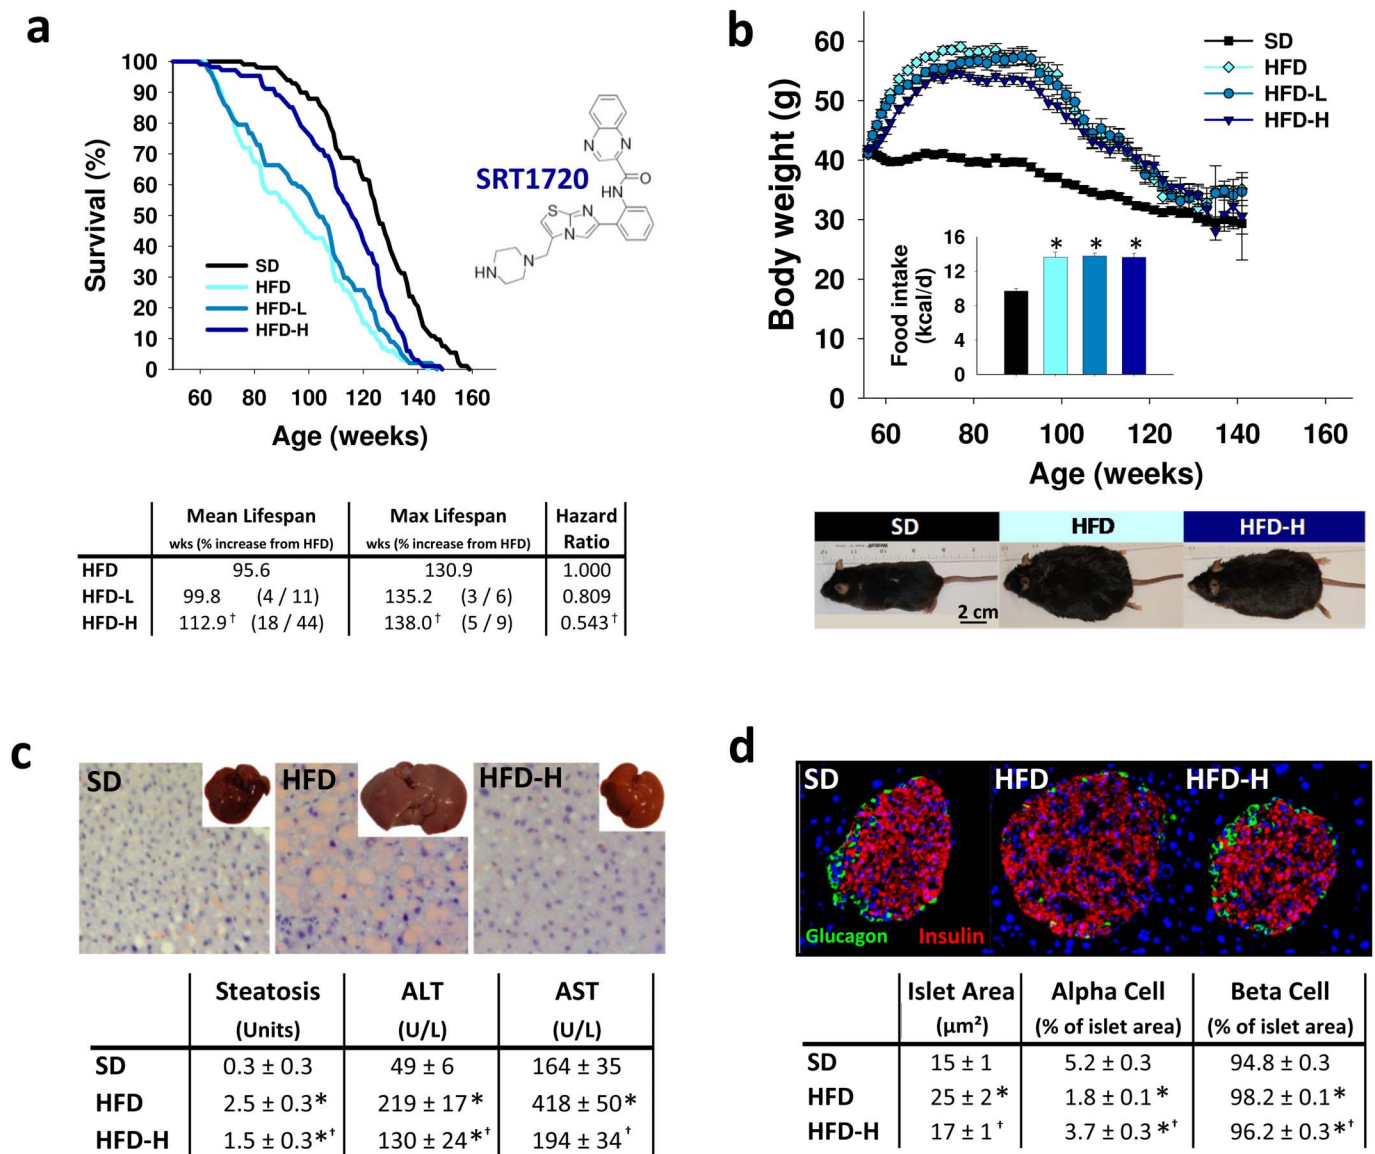 a
Survival (%)
100
90
80
70
60
50
40
30
20
10
0
60 80 100 120 140 160
Age (weeks)
SD
HFD
HFD-L
HFD-H
SRT1720
N
N
O
HN
S
N
N
N
HN
Mean Lifespan Max Lifespan Hazard
wks (% increase from HFD) wks (% increase from HFD) Ratio
HFD 95.6 130.9 1.000
HFD-L 99.8 (4 / 11) 135.2 (3 / 6) 0.809
HFD-H 112.9† (18 / 44) 138.0† (5 / 9) 0.543†
b
Body weight (g)
60
50
40
30
20
10
0
60 80 100 120 140 160
Age (weeks)
SD
HFD
HFD-L
HFD-H
Food intake
(kcal/d)
16
12
8
4
0
* * *
SD HFD HFD-H
12 11 10 9 8 7
2 cm
c
SD HFD HFD-H
Steatosis ALT AST
(Units) (U/L) (U/L)
SD 0.3 ± 0.3 49 ± 6 164 ± 35
HFD 2.5 ± 0.3* 219 ± 17* 418 ± 50*
HFD-H 1.5 ± 0.3*† 130 ± 24*† 194 ± 34†
d
SD HFD HFD-H
Glucagon Insulin
Islet Area Alpha Cell Beta Cell
(µm²) (% of islet area) (% of islet area)
SD 15 ± 1 5.2 ± 0.3 94.8 ± 0.3
HFD 25 ± 2* 1.8 ± 0.1* 98.2 ± 0.1*
HFD-H 17 ± 1† 3.7 ± 0.3*† 96.2 ± 0.3*†